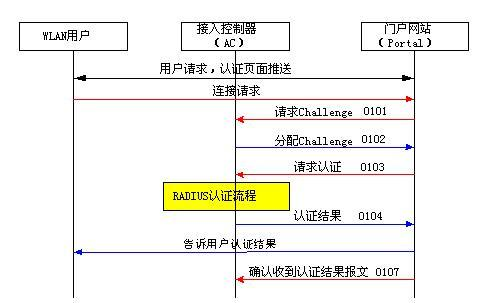 WLAN用户
接入控制器
(AC)
门户网站
(Portal)
用户请求,认证页面推送
连接请求
请求Challenge 0101
分配Challenge 0102
请求认证 0103
RADIUS认证流程
认证结果 0104
告诉用户认证结果
确认收到认证结果报文 0107